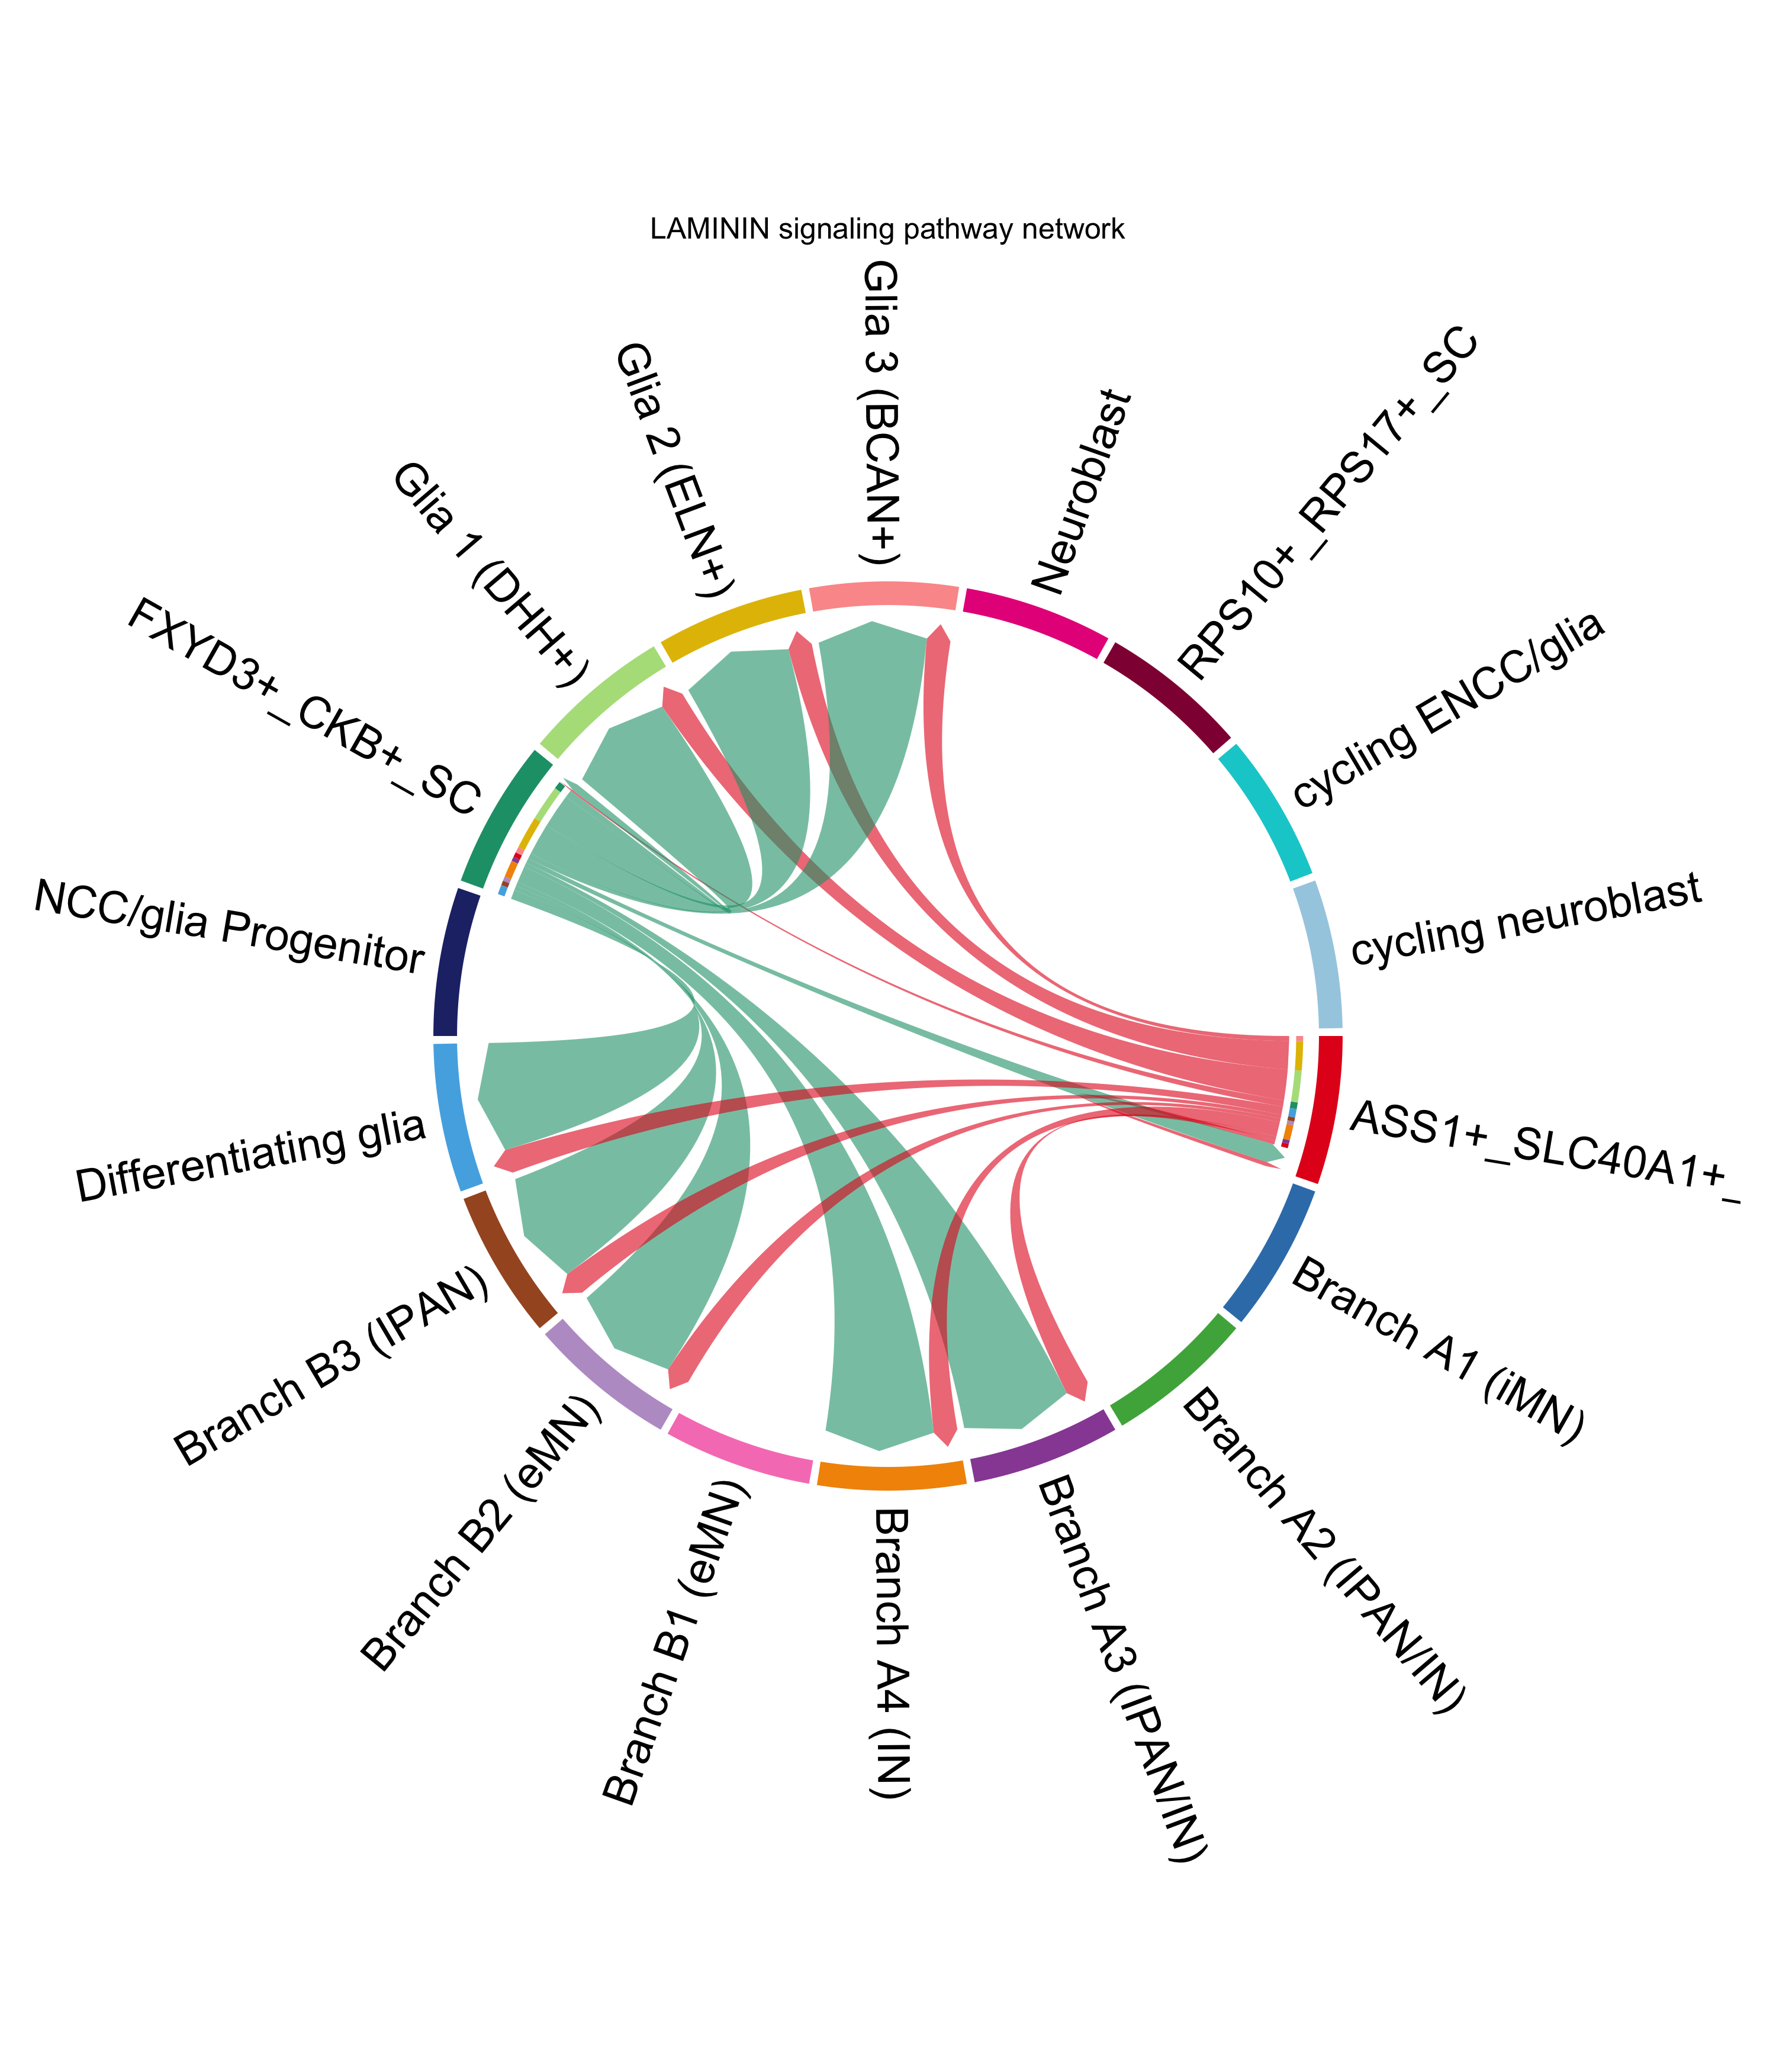 LAMININ signaling pathway network
Glia 3 (BCAN+)
Neuroblast
RPS10+_RPS17+_SC
cycling ENCC/glia
cycling neuroblast
ASS1+_SLC40A1+_
Branch A1 (iMN)
Branch A2 (IPAN/IN)
Branch A3 (IPAN/IN)
Branch A4 (IN)
Branch B1 (eMN)
Branch B2 (eMN)
Branch B3 (IPAN)
Differentiating glia
NCC/glia Progenitor
FXYD3+_CKB+_SC
Glia 1 (DHH+)
Glia 2 (ELN+)